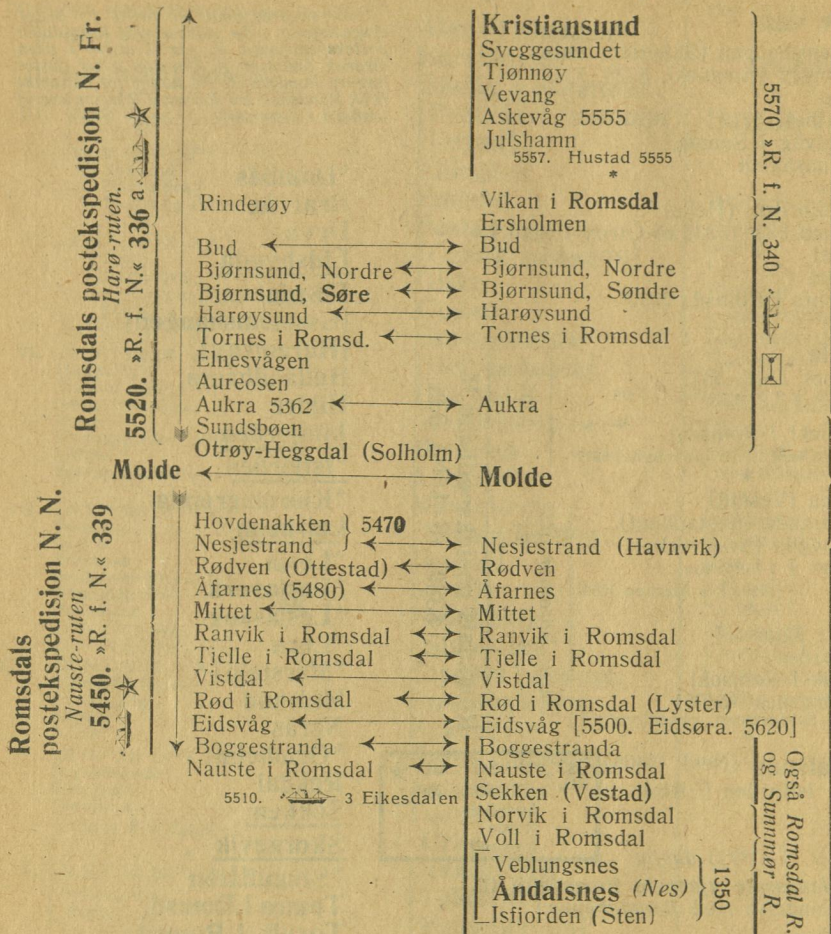 Romsdals postekspedisjon N. Fr.
Harø-ruten.
5520. »R. f. N.« 336 a
Kristiansund
Sveggesundet
Tjønnøy
Vevang
Askevåg 5555
Julshamn
5557. Hustad 5555
*
5570 »R. f. N. 340
Rinderøy Vikan i Romsdal
Ersholmen
Bud Bud
Bjørnsund, Nordre Bjørnsund, Nordre
Bjørnsund, Søre Bjørnsund, Søndre
Harøysund Harøysund
Tornes i Romsd. Tornes i Romsdal
Elnesvågen
Aureosen
Aukra 5362 Aukra
Sundsbøen
Otrøy-Heggdal (Solholm)
Molde Molde
Romsdals
postekspedisjon N. N.
Nauste-ruten
5450. »R. f. N.« 339
Hovdenakken } 5470
Nesjestrand Nesjestrand (Havnvik)
Rødven (Ottestad) Rødven
Åfarnes (5480) Åfarnes
Mittet Mittet
Ranvik i Romsdal Ranvik i Romsdal
Tjelle i Romsdal Tjelle i Romsdal
Vistdal Vistdal
Rød i Romsdal Rød i Romsdal (Lyster)
Eidsvåg Eidsvåg [5500. Eidsøra. 5620]
Boggestranda Boggestranda
Nauste i Romsdal Nauste i Romsdal
5510. 3 Eikesdalen Sekken (Vestad)
Norvik i Romsdal
Voll i Romsdal
Veblungsnes
Åndalsnes (Nes)
Isfjorden (Sten)
1350
Også Romsdal R.
og Sunnmør R.